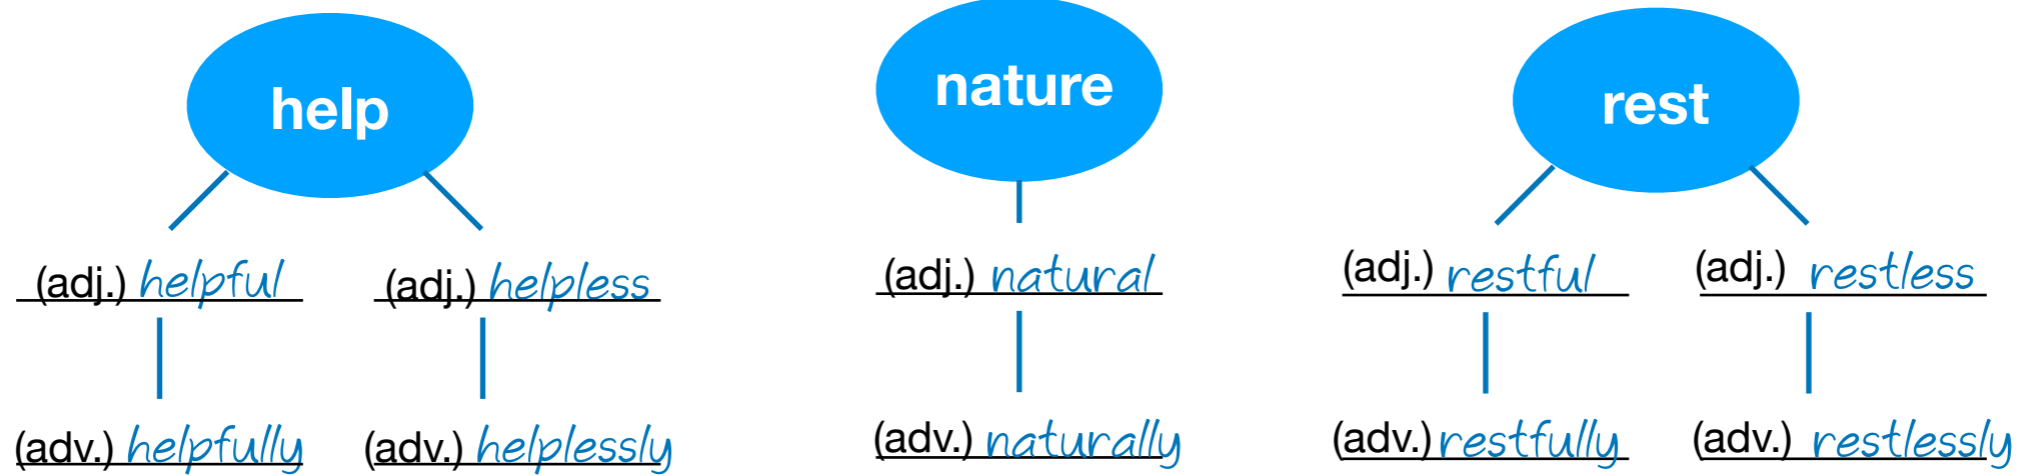 help
nature
rest
(adj.) helpful
(adj.) helpless
(adj.) natural
(adj.) restful
(adj.) restless
(adv.) helpfully
(adv.) helplessly
(adv.) naturally
(adv.) restfully
(adv.) restlessly